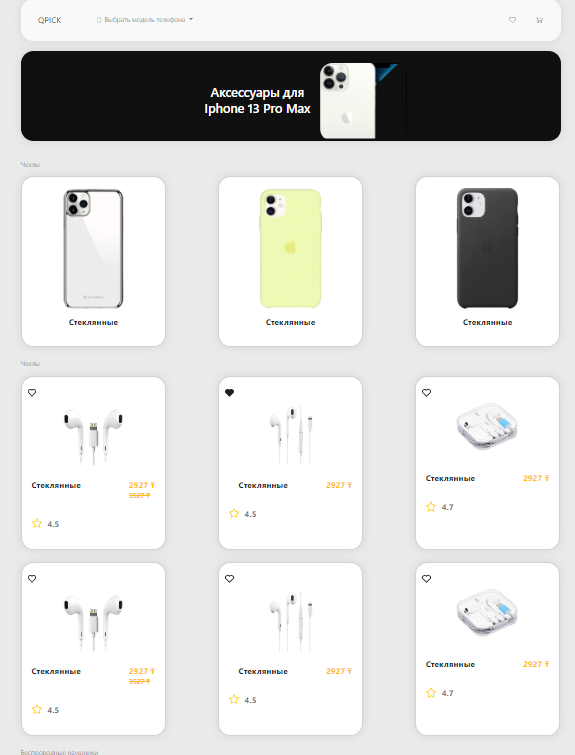 QPICK
Выбрать модель телефона
Аксессуары для
Iphone 13 Pro Max
Чехлы
Стеклянные
Стеклянные
Стеклянные
Чехлы
Стеклянные 2927 ₸
3527 ₸
4.5
Стеклянные 2927 ₸
4.5
Стеклянные 2927 ₸
4.7
Стеклянные 2927 ₸
3527 ₸
4.5
Стеклянные 2927 ₸
4.5
Стеклянные 2927 ₸
4.7
Беспроводные наушники